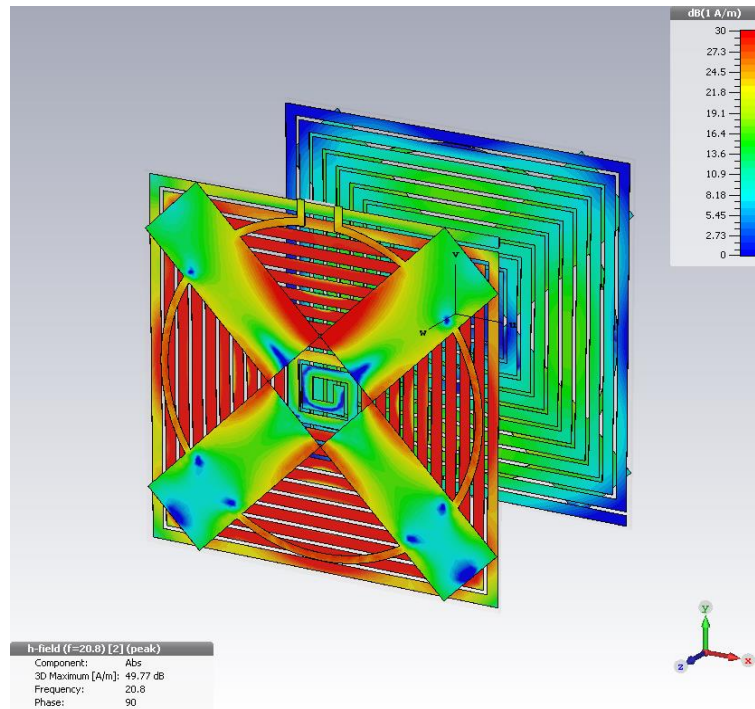 dB(1 A/m)
30
27.3
24.5
21.8
19.1
16.4
13.6
10.9
8.18
5.45
2.73
0
v
w
u
y
z
x
h-field (f=20.8) [2] (peak)
Component: Abs
3D Maximum [A/m]: 49.77 dB
Frequency: 20.8
Phase: 90